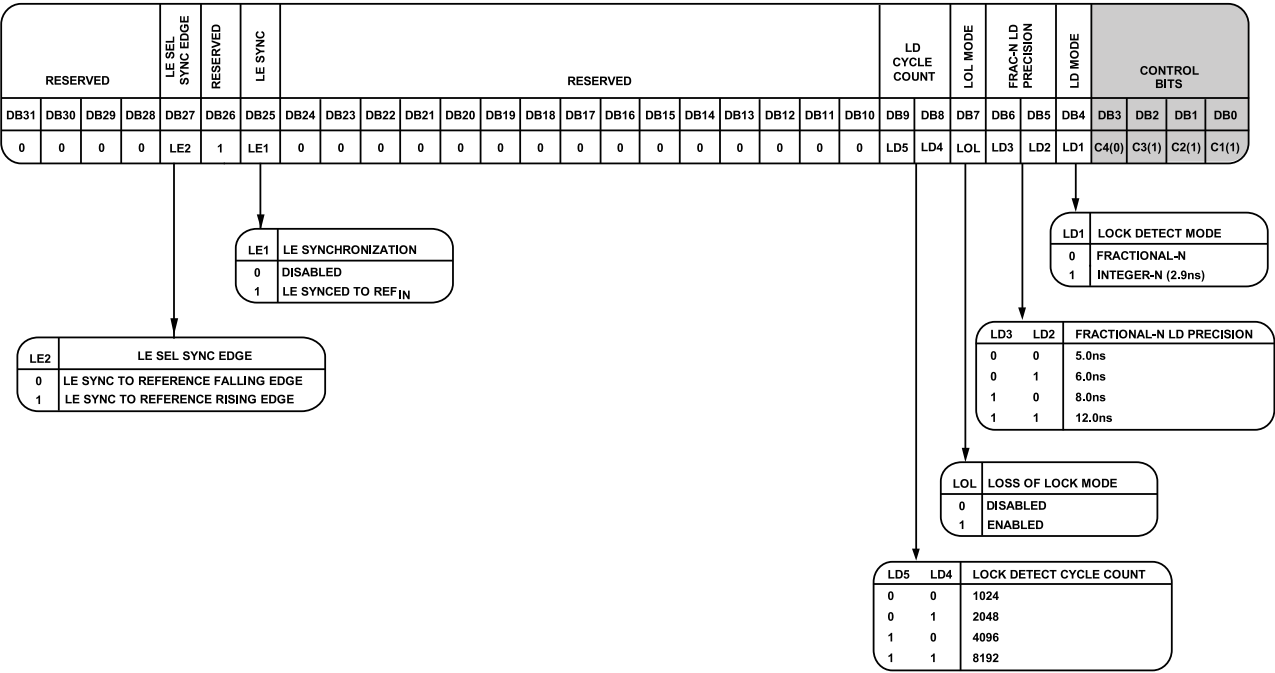 RESERVED
LE SEL
SYNC EDGE
RESERVED
LE SYNC
RESERVED
LD
CYCLE
COUNT
LOL MODE
FRAC-N LD
PRECISION
LD MODE
CONTROL
BITS
DB31 DB30 DB29 DB28 DB27 DB26 DB25 DB24 DB23 DB22 DB21 DB20 DB19 DB18 DB17 DB16 DB15 DB14 DB13 DB12 DB11 DB10 DB9 DB8 DB7 DB6 DB5 DB4 DB3 DB2 DB1 DB0
0 0 0 0 LE2 1 LE1 0 0 0 0 0 0 0 0 0 0 0 0 0 0 0 LD5 LD4 LOL LD3 LD2 LD1 C4(0) C3(1) C2(1) C1(1)
LD1 LOCK DETECT MODE
0 FRACTIONAL-N
1 INTEGER-N (2.9ns)
LE1 LE SYNCHRONIZATION
0 DISABLED
1 LE SYNCED TO REFIN
LD3 LD2 FRACTIONAL-N LD PRECISION
0 0 5.0ns
0 1 6.0ns
1 0 8.0ns
1 1 12.0ns
LE2 LE SEL SYNC EDGE
0 LE SYNC TO REFERENCE FALLING EDGE
1 LE SYNC TO REFERENCE RISING EDGE
LOL LOSS OF LOCK MODE
0 DISABLED
1 ENABLED
LD5 LD4 LOCK DETECT CYCLE COUNT
0 0 1024
0 1 2048
1 0 4096
1 1 8192